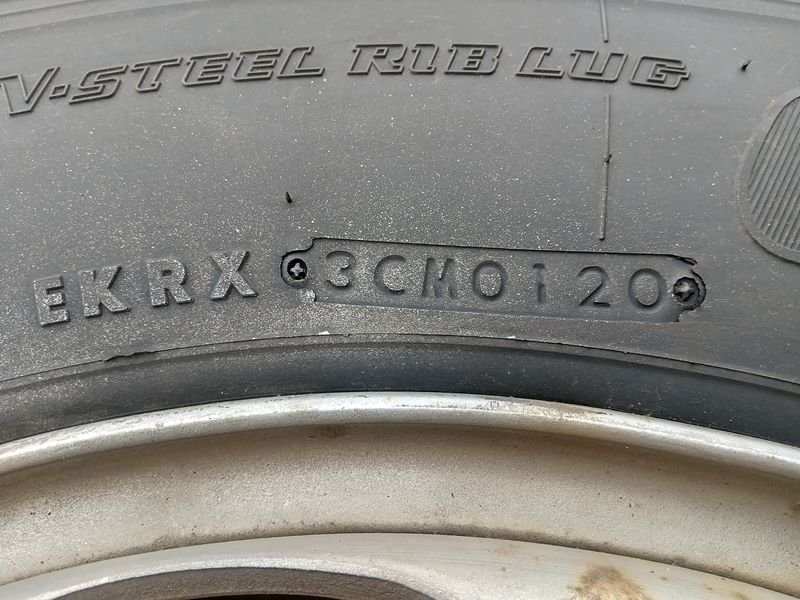 V-STEEL RIB LUG
EKRX 3CM0120